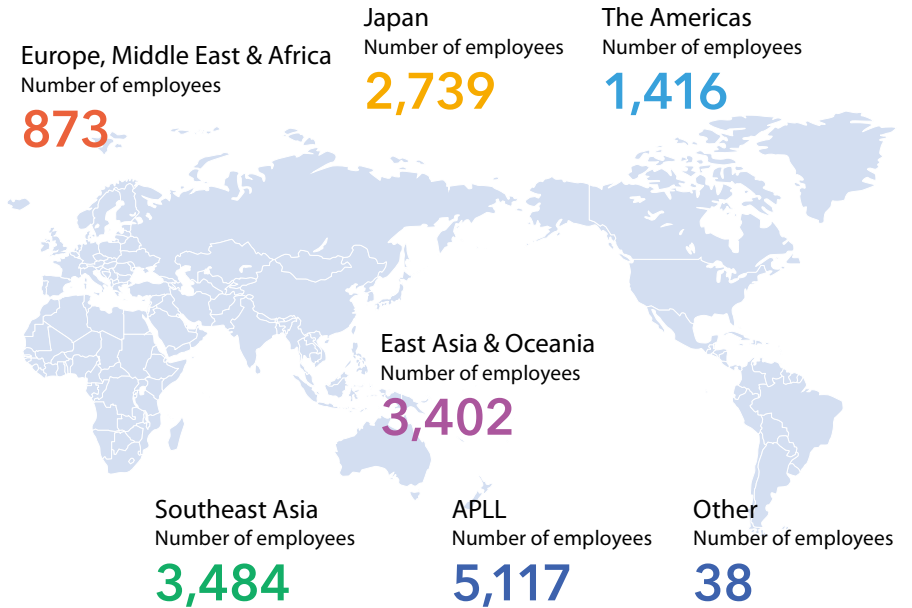 Europe, Middle East & Africa
Number of employees
873
Japan
Number of employees
2,739
The Americas
Number of employees
1,416
East Asia & Oceania
Number of employees
3,402
Southeast Asia
Number of employees
3,484
APLL
Number of employees
5,117
Other
Number of employees
38